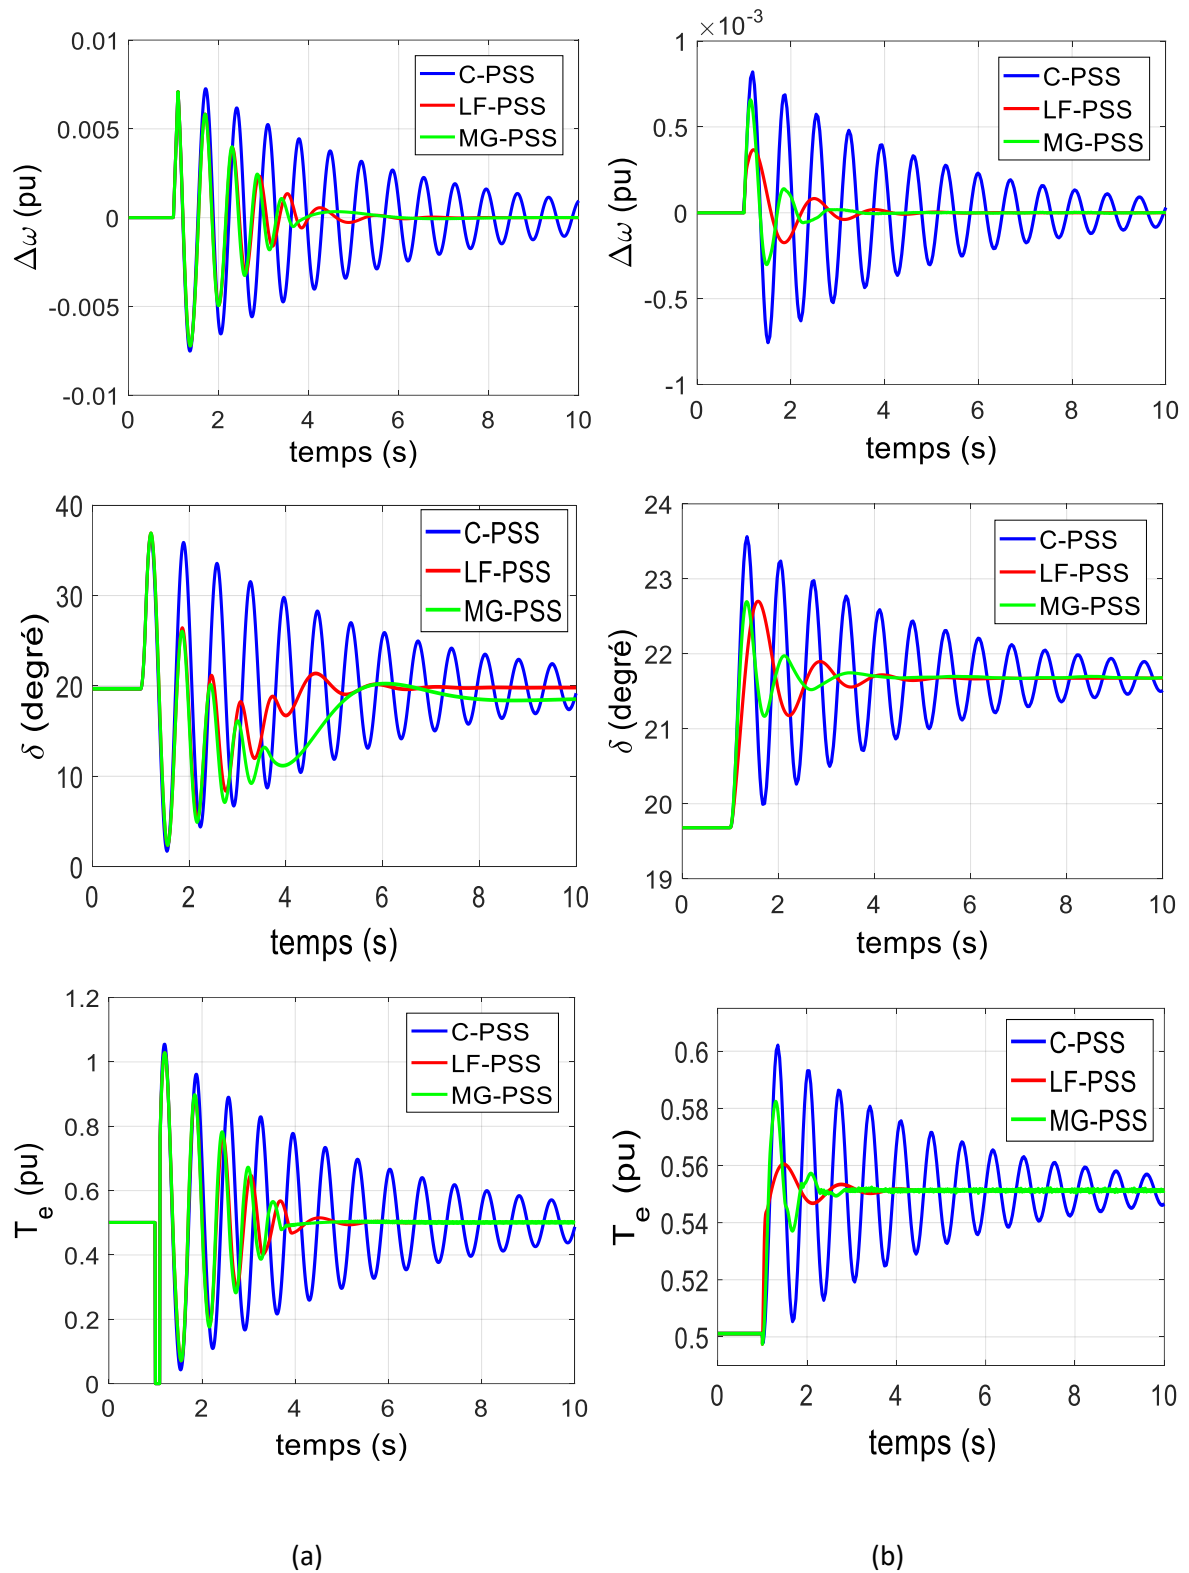 0.01
0.005
0
-0.005
-0.01
Δω (pu)
C-PSS
LF-PSS
MG-PSS
0 2 4 6 8 10
temps (s)
×10⁻³
1
0.5
0
-0.5
-1
Δω (pu)
C-PSS
LF-PSS
MG-PSS
0 2 4 6 8 10
temps (s)
40
30
20
10
0
δ (degré)
C-PSS
LF-PSS
MG-PSS
0 2 4 6 8 10
temps (s)
24
23
22
21
20
19
δ (degré)
C-PSS
LF-PSS
MG-PSS
0 2 4 6 8 10
temps (s)
1.2
1
0.8
0.6
0.4
0.2
0
Te (pu)
C-PSS
LF-PSS
MG-PSS
0 2 4 6 8 10
temps (s)
0.6
0.58
0.56
0.54
0.52
0.5
Te (pu)
C-PSS
LF-PSS
MG-PSS
0 2 4 6 8 10
temps (s)
(a)
(b)